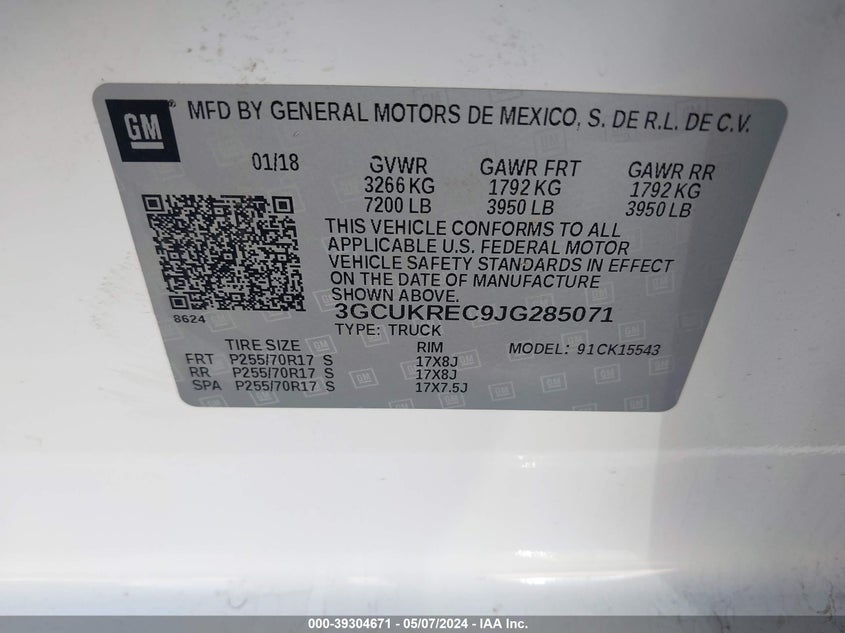 GM ® MFD BY GENERAL MOTORS DE MEXICO, S. DE R.L. DE C.V.
01/18 GVWR GAWR FRT GAWR RR
3266 KG 1792 KG 1792 KG
7200 LB 3950 LB 3950 LB
THIS VEHICLE CONFORMS TO ALL
APPLICABLE U.S. FEDERAL MOTOR
VEHICLE SAFETY STANDARDS IN EFFECT
ON THE DATE OF MANUFACTURE
SHOWN ABOVE.
8624
3GCUKREC9JG285071
TYPE: TRUCK
TIRE SIZE RIM MODEL: 91CK15543
FRT P255/70R17 S 17X8J
RR P255/70R17 S 17X8J
SPA P255/70R17 S 17X7.5J
000-39304671 - 05/07/2024 - IAA Inc.